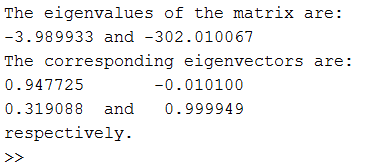 The eigenvalues of the matrix are:
-3.989933 and -302.010067
The corresponding eigenvectors are:
0.947725 -0.010100
0.319088 and 0.999949
respectively.
>>